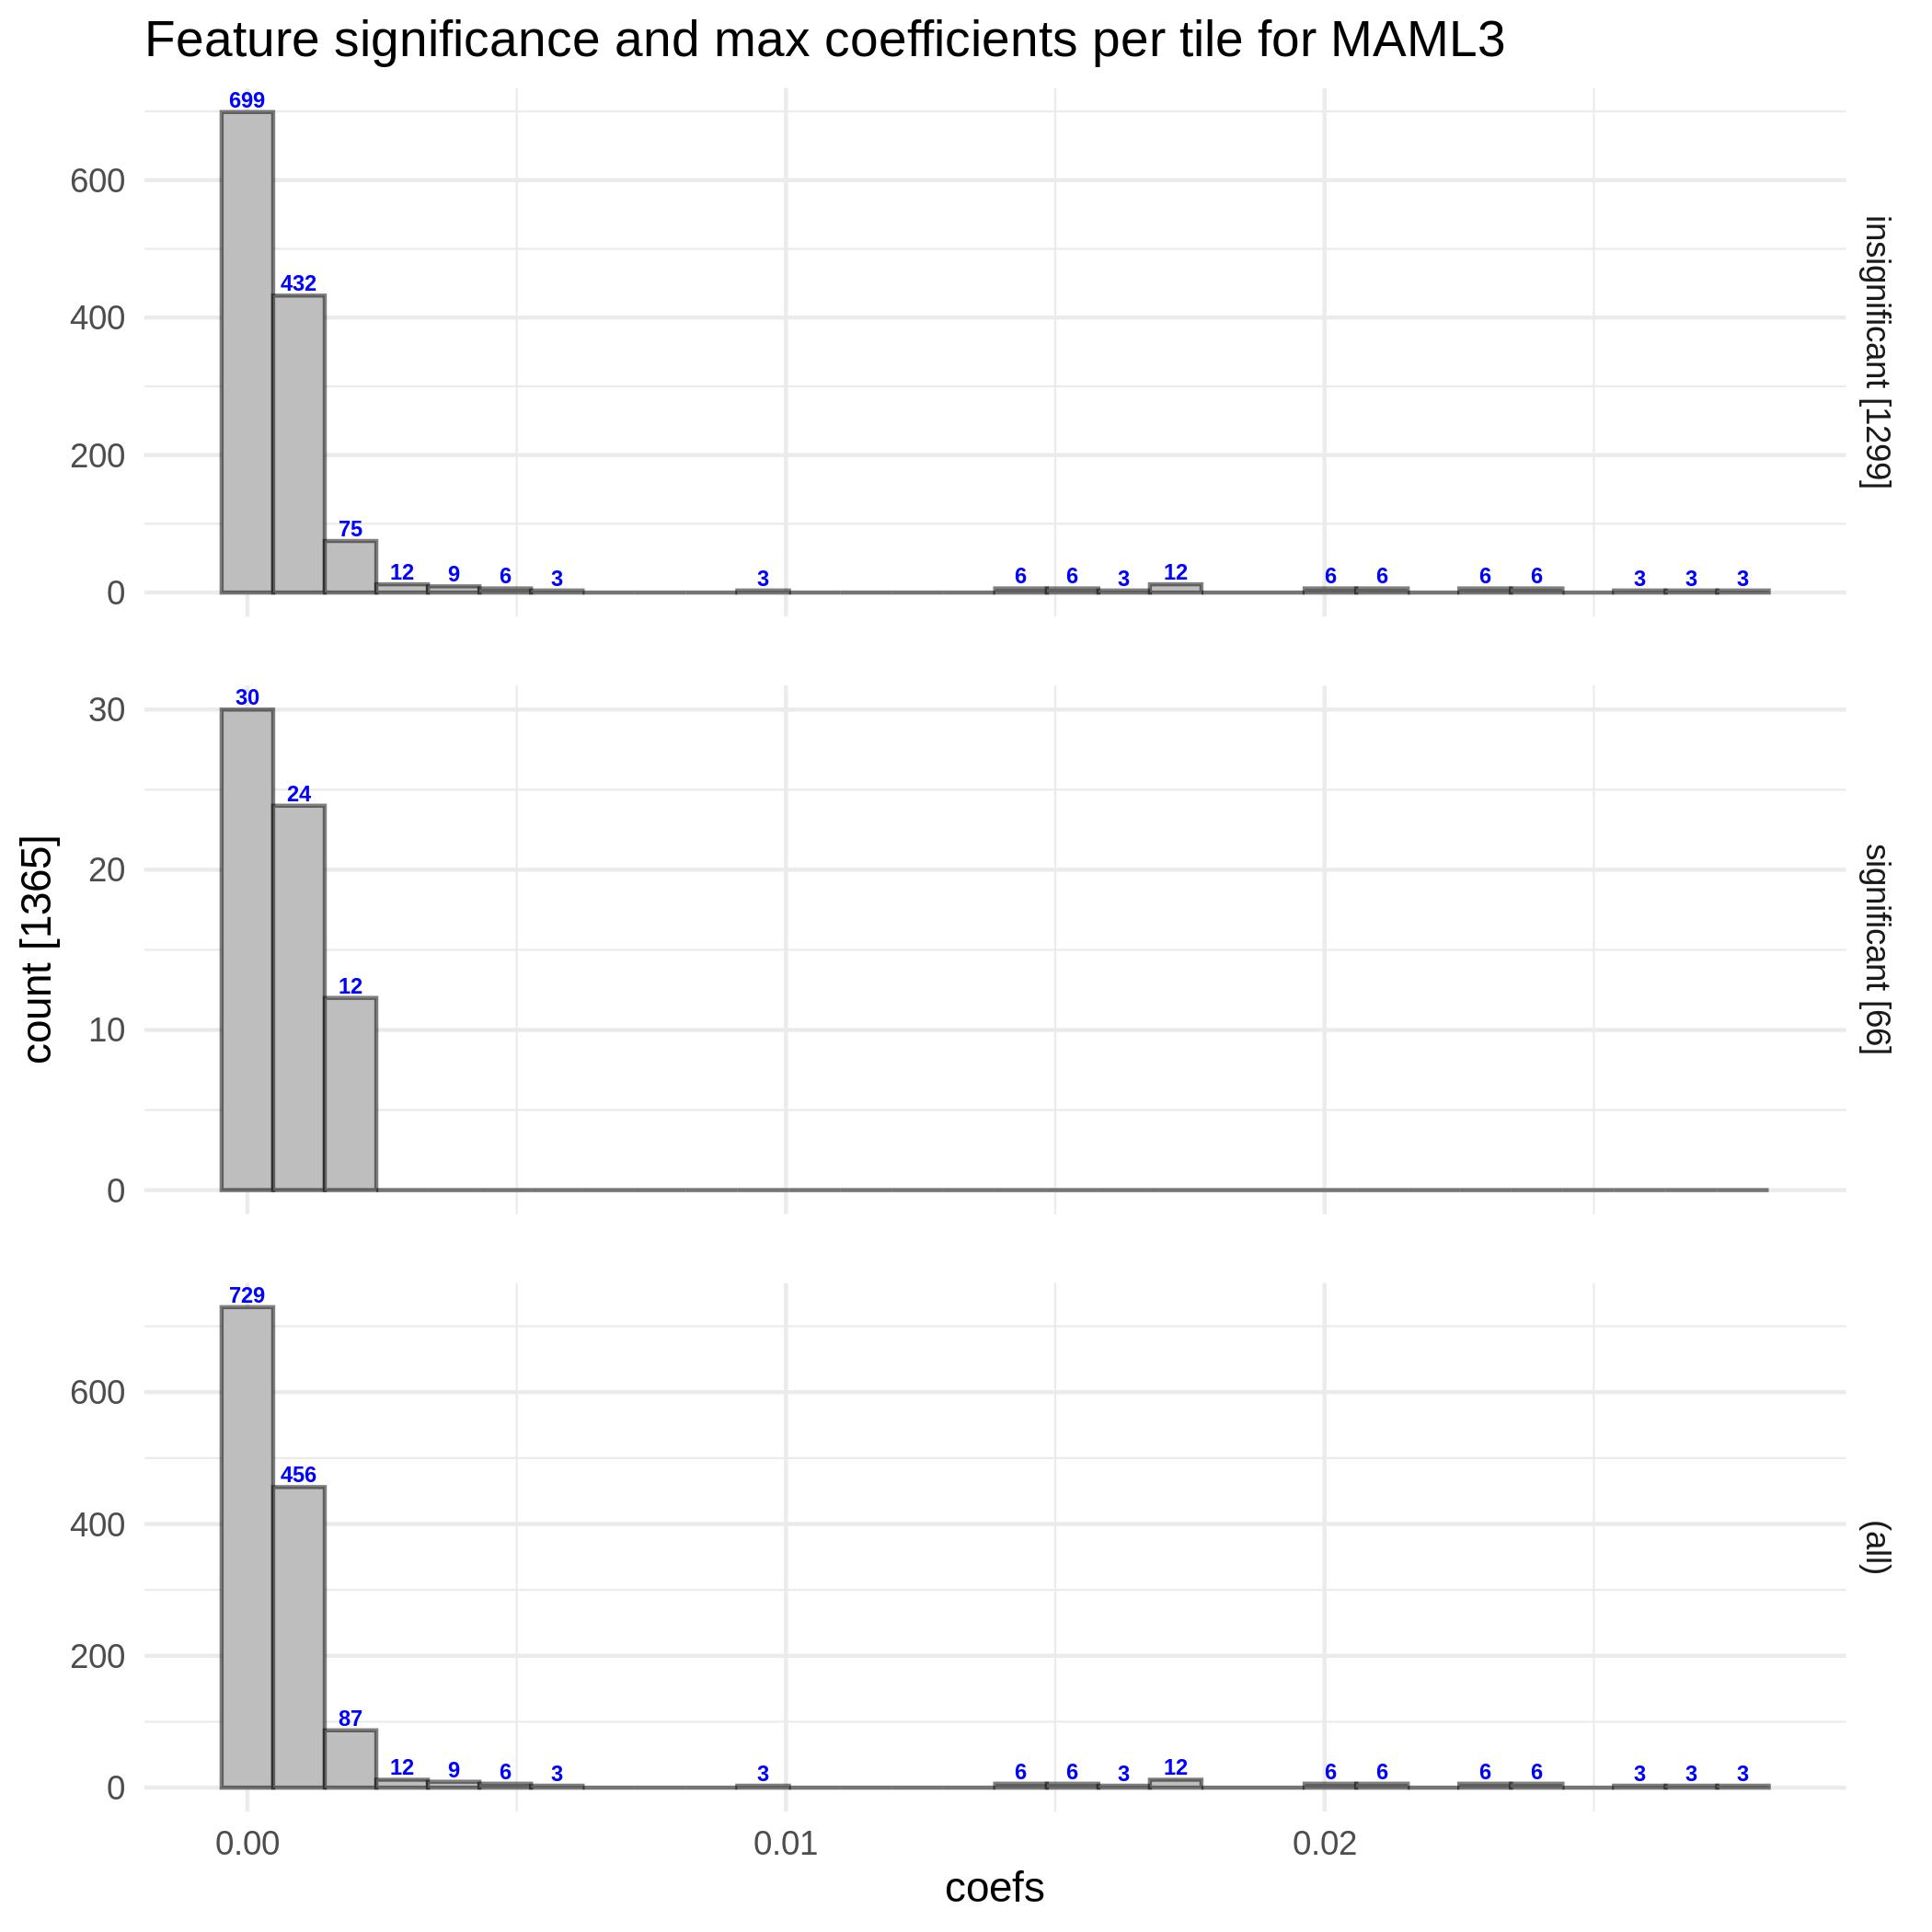 Feature significance and max coefficients per tile for MAML3
699
432
75
12 9 6 3 3 6 6 3 12 6 6 6 6 3 3 3
600
400
200
0
insignificant [1299]
30
24
12
30
20
10
0
significant [66]
count [1365]
729
456
87
12 9 6 3 3 6 6 3 12 6 6 6 6 3 3 3
600
400
200
0
(all)
0.00 0.01 0.02
coefs